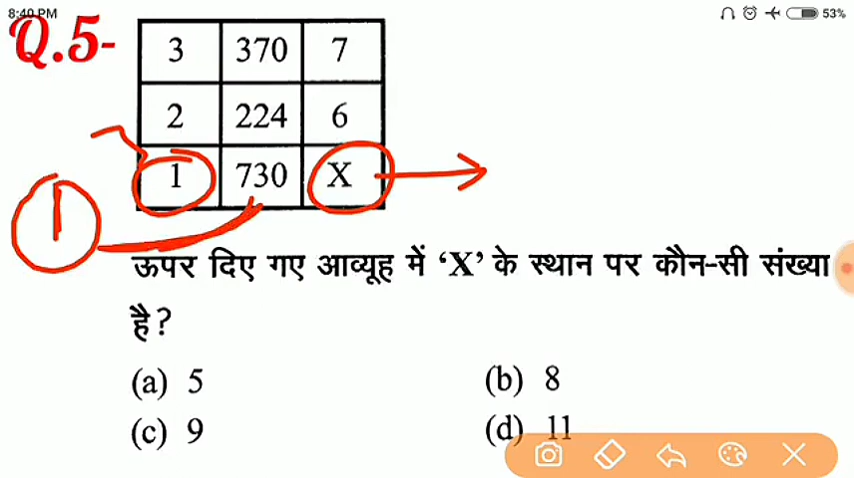 8:40 PM
53%
Q.5-
3 370 7
2 224 6
1 730 X
1
ऊपर दिए गए आव्यूह में ‘X’ के स्थान पर कौन-सी संख्या
है?
(a) 5 (b) 8
(c) 9 (d) 11